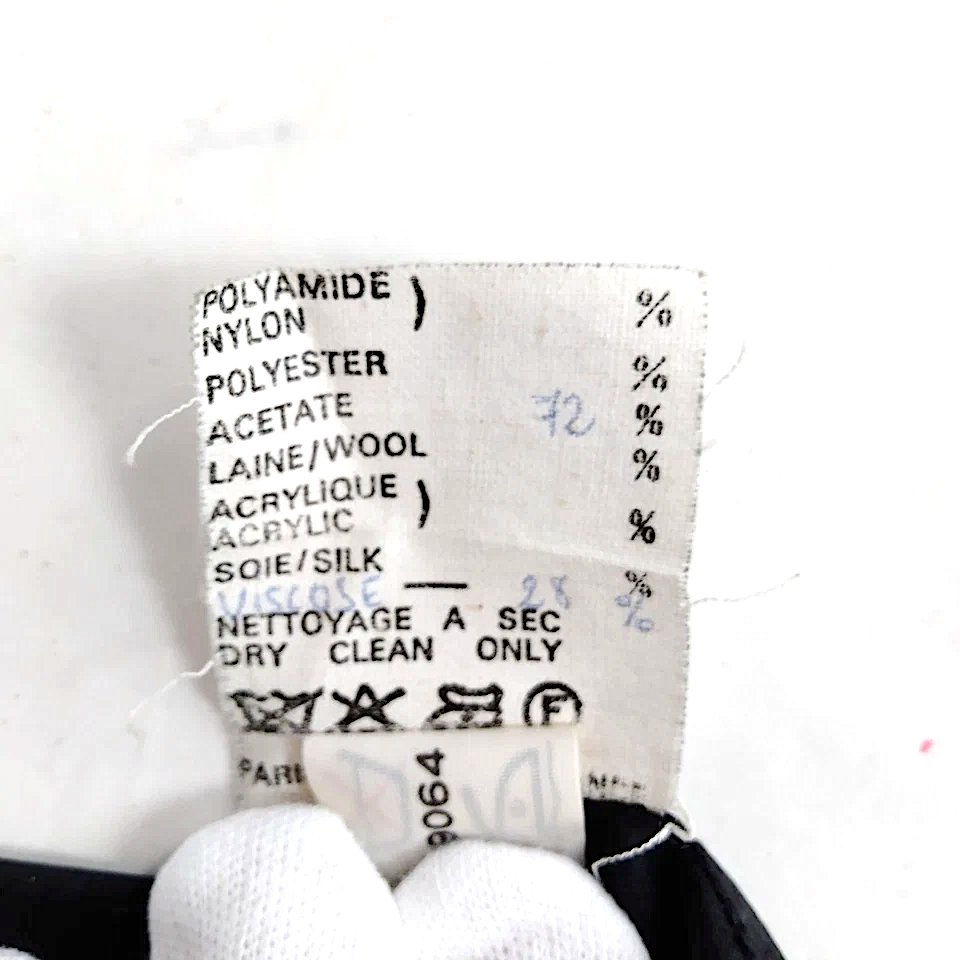 POLYAMIDE ) %
NYLON
POLYESTER %
ACETATE 72 %
LAINE/WOOL %
ACRYLIQUE ) %
ACRYLIC
SOIE/SILK %
VISCOSE 28 %
NETTOYAGE A SEC
DRY CLEAN ONLY
F
9064